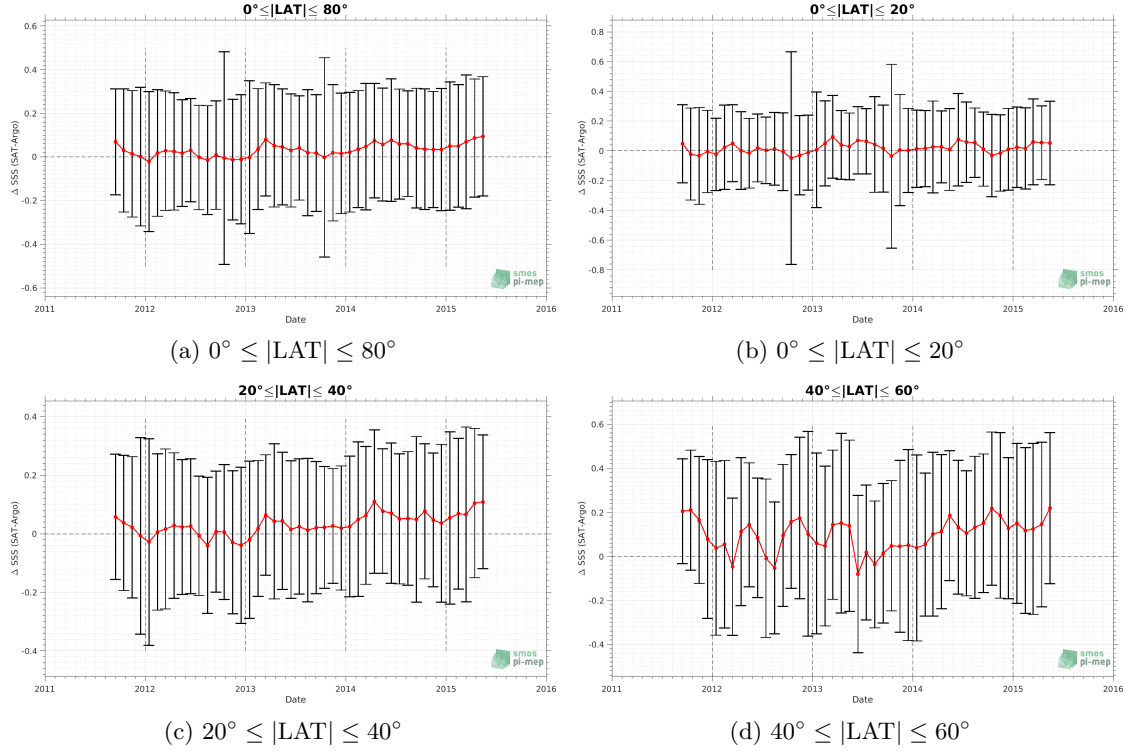 0°≤|LAT|≤ 80°
0.6
0.4
0.2
0
-0.2
-0.4
-0.6
Δ SSS (SAT-Argo)
smos
pi-mep
2011 2012 2013 2014 2015 2016
Date
(a) 0° ≤ |LAT| ≤ 80°
0°≤|LAT|≤ 20°
0.8
0.6
0.4
0.2
0
-0.2
-0.4
-0.6
-0.8
Δ SSS (SAT-Argo)
smos
pi-mep
2011 2012 2013 2014 2015 2016
Date
(b) 0° ≤ |LAT| ≤ 20°
20°≤|LAT|≤ 40°
0.4
0.2
0
-0.2
-0.4
Δ SSS (SAT-Argo)
smos
pi-mep
2011 2012 2013 2014 2015 2016
Date
(c) 20° ≤ |LAT| ≤ 40°
40°≤|LAT|≤ 60°
0.6
0.4
0.2
0
-0.2
-0.4
Δ SSS (SAT-Argo)
smos
pi-mep
2011 2012 2013 2014 2015 2016
Date
(d) 40° ≤ |LAT| ≤ 60°